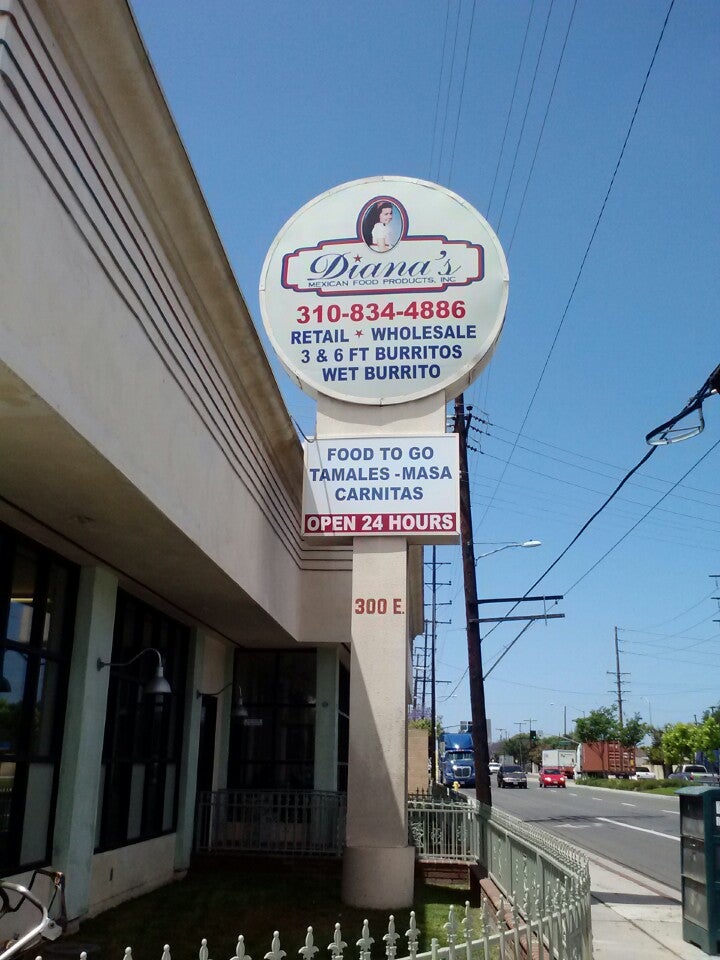 Diana's
MEXICAN FOOD PRODUCTS, INC
310-834-4886
RETAIL * WHOLESALE
3 & 6 FT BURRITOS
WET BURRITO
FOOD TO GO
TAMALES - MASA
CARNITAS
OPEN 24 HOURS
300 E.